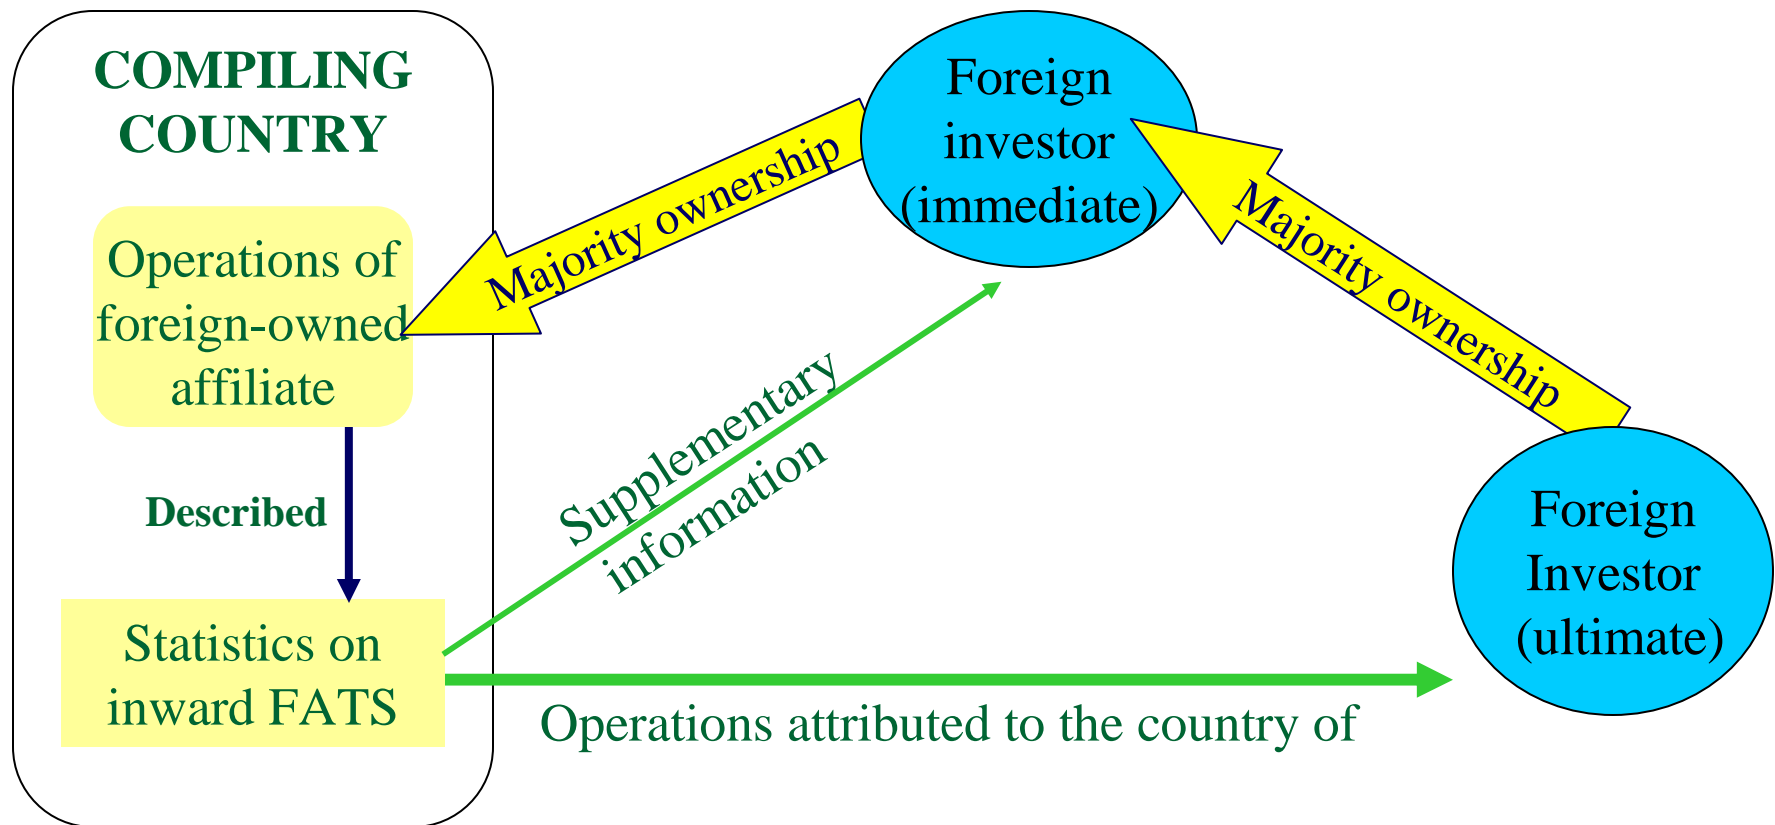 COMPILING
COUNTRY
Operations of
foreign-owned
affiliate
Described
Statistics on
inward FATS
Majority ownership
Foreign
investor
(immediate)
Majority ownership
Supplementary
information
Foreign
Investor
(ultimate)
Operations attributed to the country of